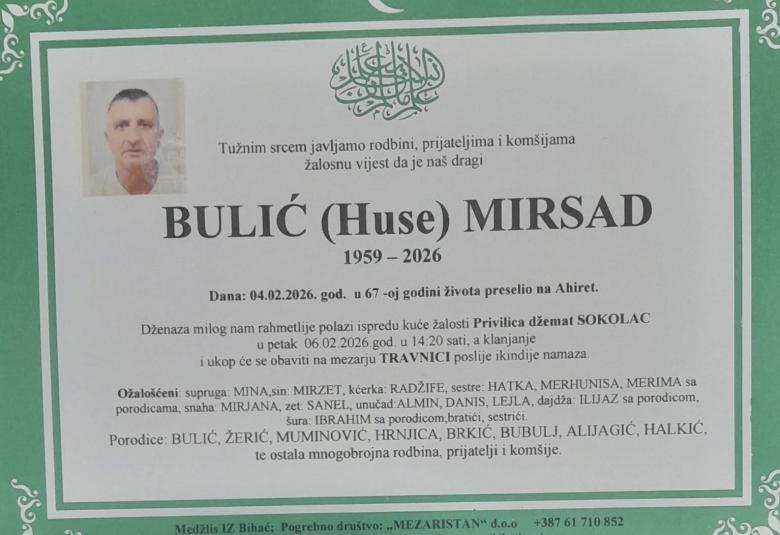 Tužnim srcem javljamo rodbini, prijateljima i komšijama
žalosnu vijest da je naš dragi
BULIĆ (Huse) MIRSAD
1959 – 2026
Dana: 04.02.2026. god. u 67 -oj godini života preselio na Ahiret.
Dženaza milog nam rahmetlije polazi ispredu kuće žalosti Privilica džemat SOKOLAC
u petak 06.02.2026.god. u 14:20 sati, a klanjanje
i ukop će se obaviti na mezarju TRAVNICI poslije ikindije namaza.
Ožalošćeni: supruga: MINA,sin: MIRZET, kćerka: RADŽIFE, sestre: HATKA, MERHUNISA, MERIMA sa
porodicama, snaha: MIRJANA, zet: SANEL, unučad:ALMIN, DANIS, LEJLA, dajdža: ILIJAZ sa porodicom,
šura: IBRAHIM sa porodicom,bratići, sestrići.
Porodice: BULIĆ, ŽERIĆ, MUMINOVIĆ, HRNJICA, BRKIĆ, BUBULJ, ALIJAGIĆ, HALKIĆ,
te ostala mnogobrojna rodbina, prijatelji i komšije.
Medžlis IZ Bihać; Pogrebno društvo: „MEZARISTAN“ d.o.o +387 61 710 852